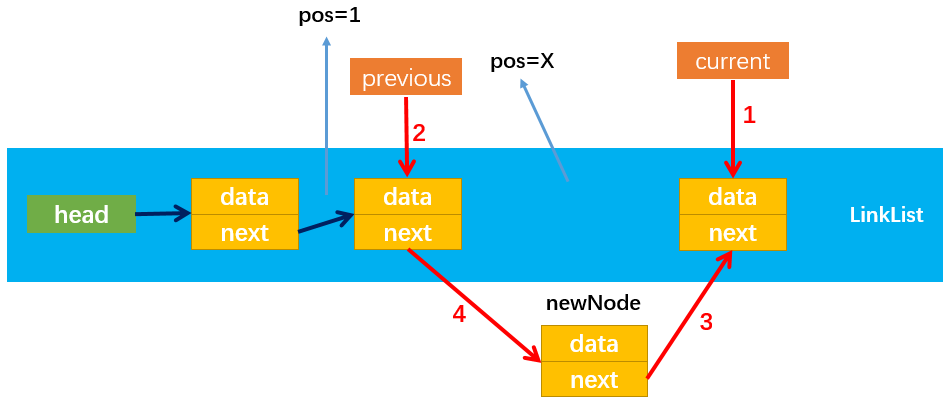 pos=1
previous
pos=X
current
2
1
head
data
next
data
next
data
next
LinkList
4
newNode
3
data
next